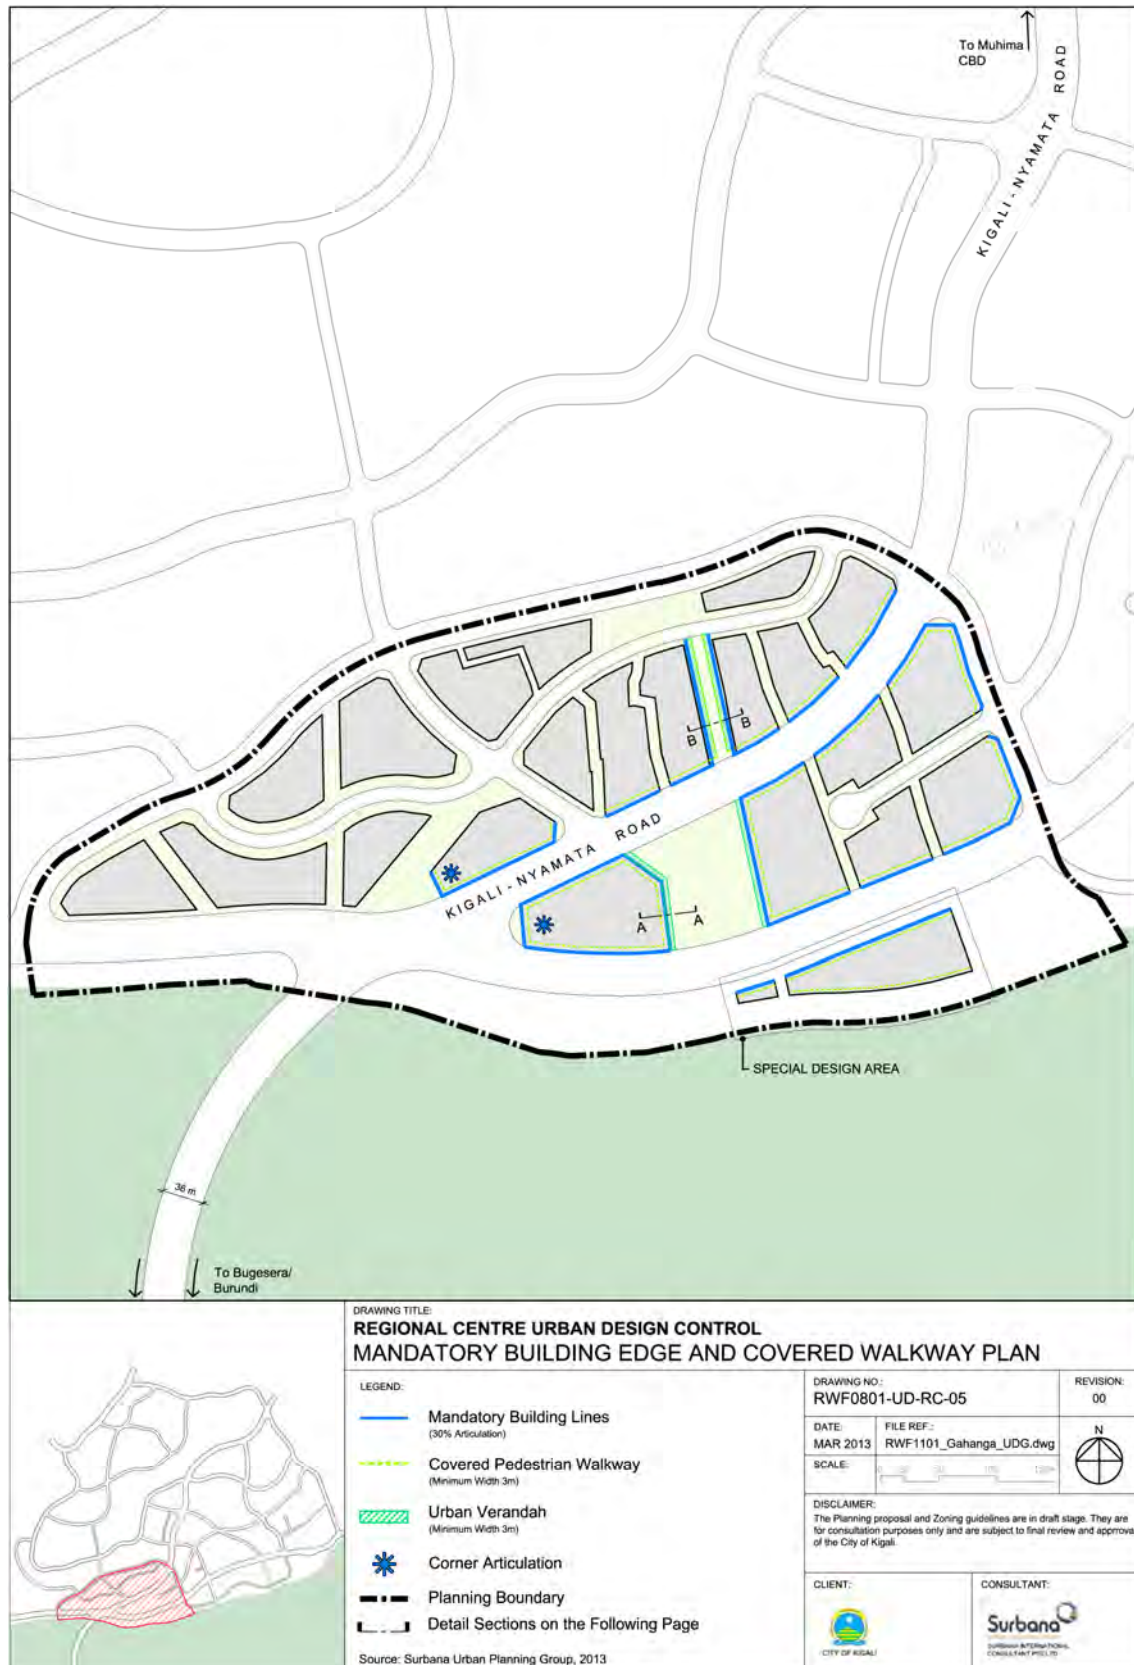 To Muhima
CBD
KIGALI - NYAMATA ROAD
B
B
KIGALI - NYAMATA ROAD
A
A
SPECIAL DESIGN AREA
36 m
To Bugesera/
Burundi
DRAWING TITLE:
REGIONAL CENTRE URBAN DESIGN CONTROL
MANDATORY BUILDING EDGE AND COVERED WALKWAY PLAN
LEGEND:
Mandatory Building Lines
(30% Articulation)
Covered Pedestrian Walkway
(Minimum Width 3m)
Urban Verandah
(Minimum Width 3m)
Corner Articulation
Planning Boundary
Detail Sections on the Following Page
Source: Surbana Urban Planning Group, 2013
DRAWING NO.:
RWF0801-UD-RC-05
REVISION:
00
DATE:
MAR 2013
FILE REF.:
RWF1101_Gahanga_UDG.dwg
N
SCALE:
DISCLAIMER:
The Planning proposal and Zoning guidelines are in draft stage. They are
for consultation purposes only and are subject to final review and approva
of the City of Kigali.
CLIENT:
CITY OF KIGALI
CONSULTANT:
Surbana
SURBANA INTERNATIONAL
CONSULTANT PTE LTD